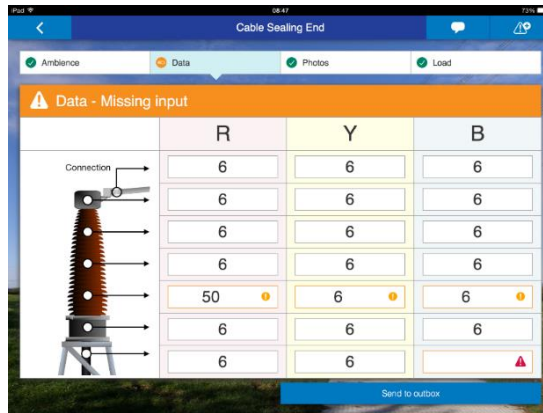 iPad 08:47 73%
Cable Sealing End
Ambience Data Photos Load
Data - Missing input
R Y B
Connection 6 6 6
6 6 6
6 6 6
6 6 6
50 6 6
6 6 6
6 6
Send to outbox